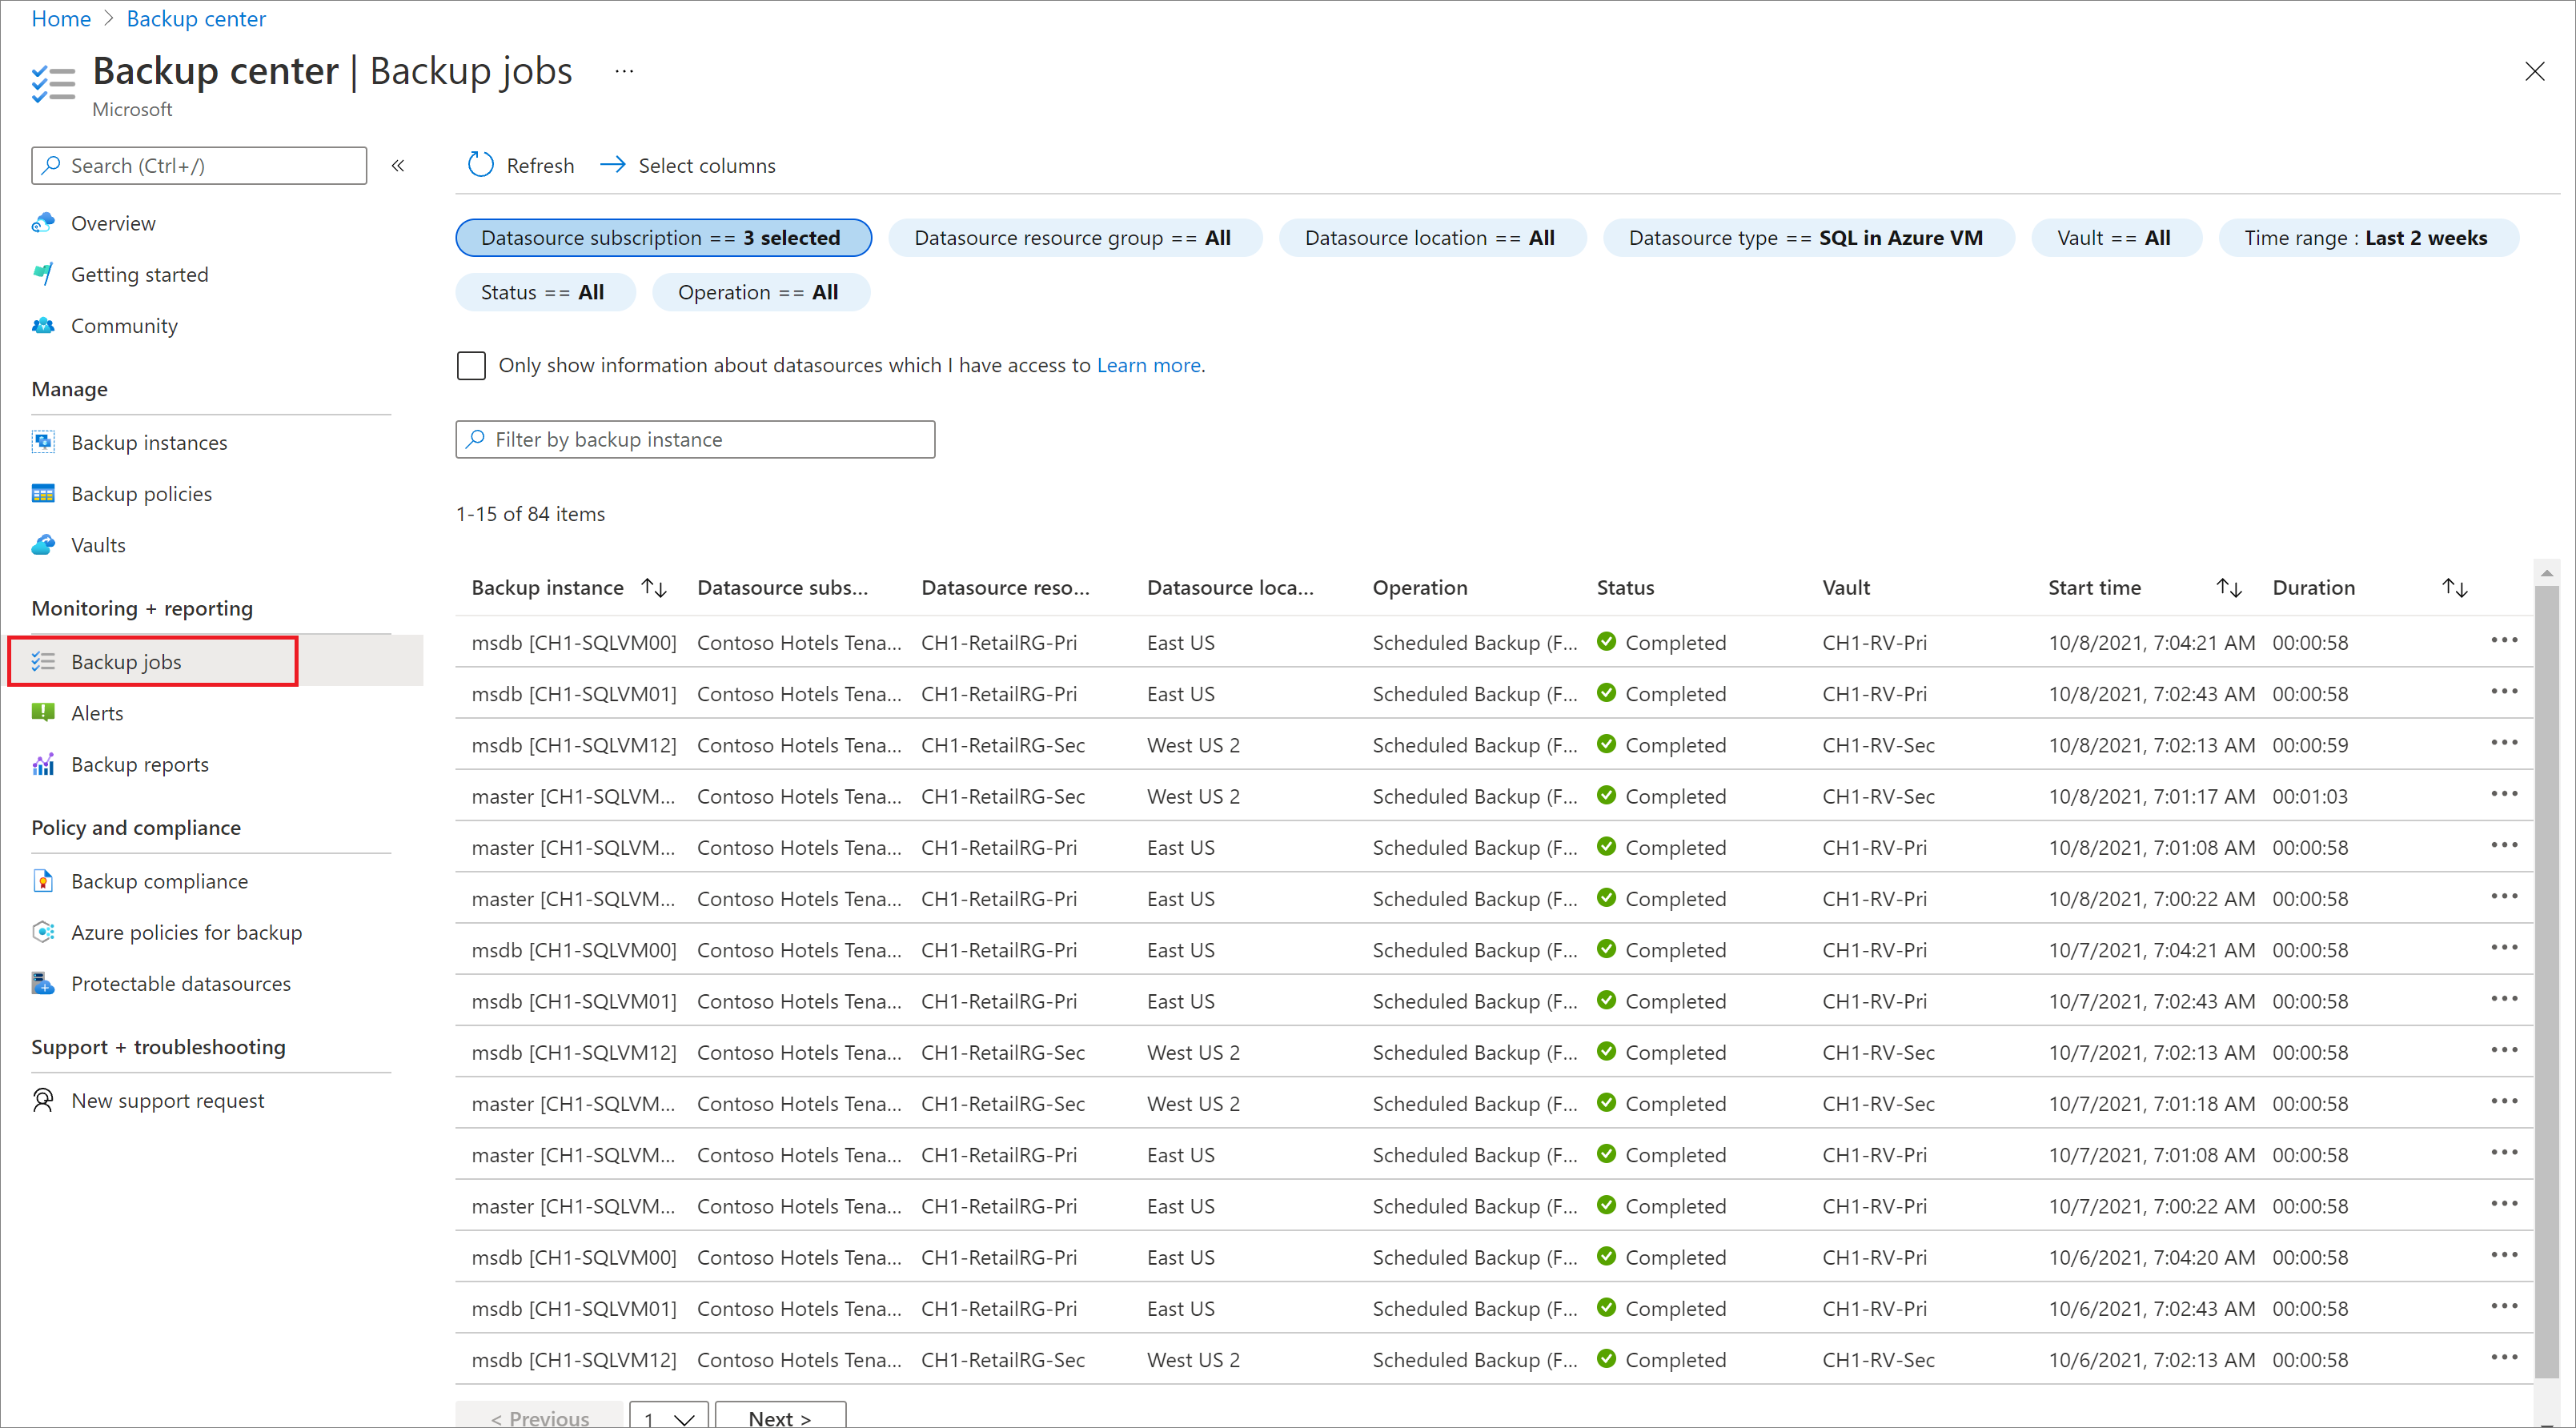 Home > Backup center
Backup center | Backup jobs ...
Microsoft
Search (Ctrl+/)
«
Overview
Getting started
Community
Manage
Backup instances
Backup policies
Vaults
Monitoring + reporting
Backup jobs
Alerts
Backup reports
Policy and compliance
Backup compliance
Azure policies for backup
Protectable datasources
Support + troubleshooting
New support request
Refresh Select columns
Datasource subscription == 3 selected Datasource resource group == All Datasource location == All Datasource type == SQL in Azure VM Vault == All Time range : Last 2 weeks
Status == All Operation == All
Only show information about datasources which I have access to Learn more.
Filter by backup instance
1-15 of 84 items
Backup instance Datasource subs... Datasource reso... Datasource loca... Operation Status Vault Start time Duration
msdb [CH1-SQLVM00] Contoso Hotels Tena... CH1-RetailRG-Pri East US Scheduled Backup (F... Completed CH1-RV-Pri 10/8/2021, 7:04:21 AM 00:00:58
msdb [CH1-SQLVM01] Contoso Hotels Tena... CH1-RetailRG-Pri East US Scheduled Backup (F... Completed CH1-RV-Pri 10/8/2021, 7:02:43 AM 00:00:58
msdb [CH1-SQLVM12] Contoso Hotels Tena... CH1-RetailRG-Sec West US 2 Scheduled Backup (F... Completed CH1-RV-Sec 10/8/2021, 7:02:13 AM 00:00:59
master [CH1-SQLVM... Contoso Hotels Tena... CH1-RetailRG-Sec West US 2 Scheduled Backup (F... Completed CH1-RV-Sec 10/8/2021, 7:01:17 AM 00:01:03
master [CH1-SQLVM... Contoso Hotels Tena... CH1-RetailRG-Pri East US Scheduled Backup (F... Completed CH1-RV-Pri 10/8/2021, 7:01:08 AM 00:00:58
master [CH1-SQLVM... Contoso Hotels Tena... CH1-RetailRG-Pri East US Scheduled Backup (F... Completed CH1-RV-Pri 10/8/2021, 7:00:22 AM 00:00:58
msdb [CH1-SQLVM00] Contoso Hotels Tena... CH1-RetailRG-Pri East US Scheduled Backup (F... Completed CH1-RV-Pri 10/7/2021, 7:04:21 AM 00:00:58
msdb [CH1-SQLVM01] Contoso Hotels Tena... CH1-RetailRG-Pri East US Scheduled Backup (F... Completed CH1-RV-Pri 10/7/2021, 7:02:43 AM 00:00:58
msdb [CH1-SQLVM12] Contoso Hotels Tena... CH1-RetailRG-Sec West US 2 Scheduled Backup (F... Completed CH1-RV-Sec 10/7/2021, 7:02:13 AM 00:00:58
master [CH1-SQLVM... Contoso Hotels Tena... CH1-RetailRG-Sec West US 2 Scheduled Backup (F... Completed CH1-RV-Sec 10/7/2021, 7:01:18 AM 00:00:58
master [CH1-SQLVM... Contoso Hotels Tena... CH1-RetailRG-Pri East US Scheduled Backup (F... Completed CH1-RV-Pri 10/7/2021, 7:01:08 AM 00:00:58
master [CH1-SQLVM... Contoso Hotels Tena... CH1-RetailRG-Pri East US Scheduled Backup (F... Completed CH1-RV-Pri 10/7/2021, 7:00:22 AM 00:00:58
msdb [CH1-SQLVM00] Contoso Hotels Tena... CH1-RetailRG-Pri East US Scheduled Backup (F... Completed CH1-RV-Pri 10/6/2021, 7:04:20 AM 00:00:58
msdb [CH1-SQLVM01] Contoso Hotels Tena... CH1-RetailRG-Pri East US Scheduled Backup (F... Completed CH1-RV-Pri 10/6/2021, 7:02:43 AM 00:00:58
msdb [CH1-SQLVM12] Contoso Hotels Tena... CH1-RetailRG-Sec West US 2 Scheduled Backup (F... Completed CH1-RV-Sec 10/6/2021, 7:02:13 AM 00:00:58
< Previous 1 Next >